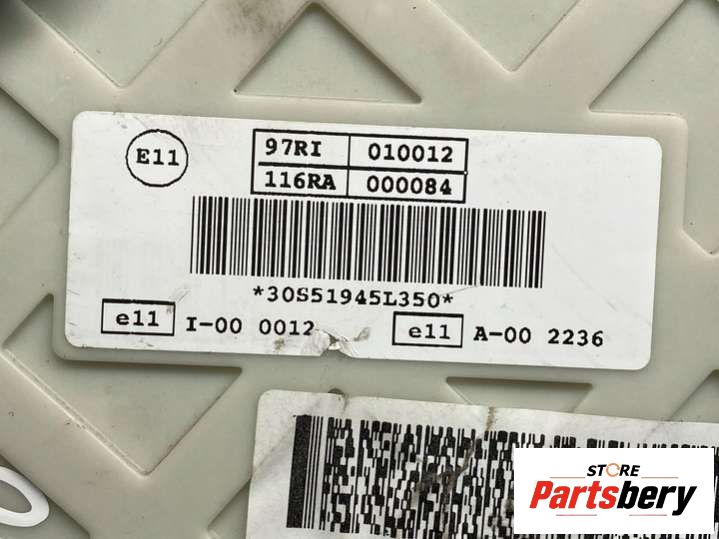 E11
97RI 010012
116RA 000084
*30S51945L350*
e11 I-00 0012 e11 A-00 2236
STORE
Partsbery